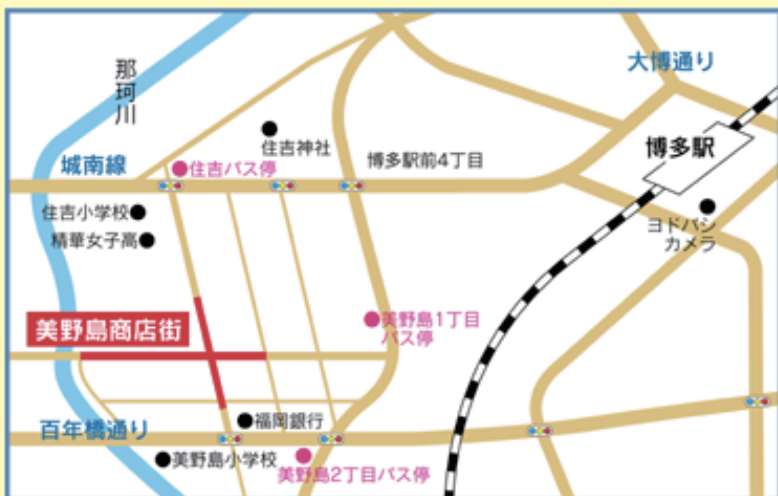 大博通り
那珂川
博多駅
住吉神社
博多駅前4丁目
城南線
住吉バス停
住吉小学校
精華女子高
ヨドバシ
カメラ
美野島商店街
美野島1丁目
バス停
福岡銀行
百年橋通り
美野島小学校
美野島2丁目バス停